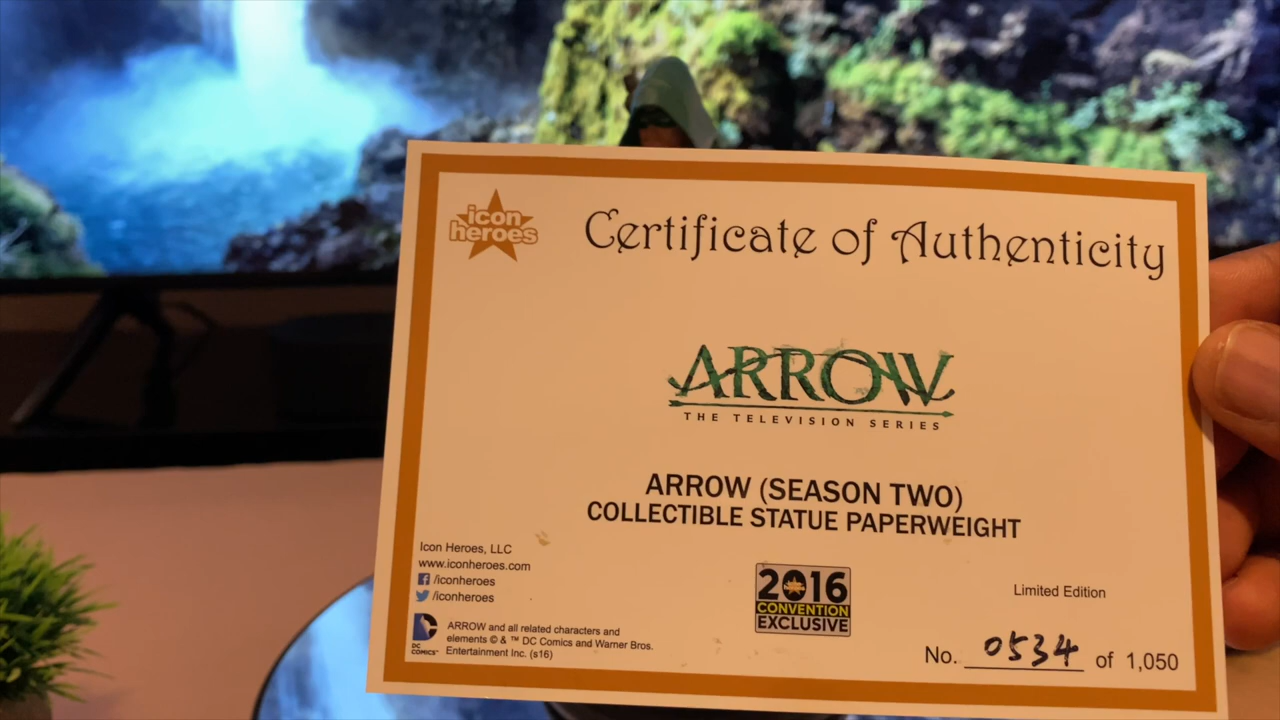 icon
heroes
Certificate of Authenticity
ARROW
THE TELEVISION SERIES
ARROW (SEASON TWO)
COLLECTIBLE STATUE PAPERWEIGHT
Icon Heroes, LLC
www.iconheroes.com
/iconheroes
/iconheroes
DC
COMICS™
ARROW and all related characters and
elements © & ™ DC Comics and Warner Bros.
Entertainment Inc. (s16)
2016
CONVENTION
EXCLUSIVE
Limited Edition
No. 0534 of 1,050